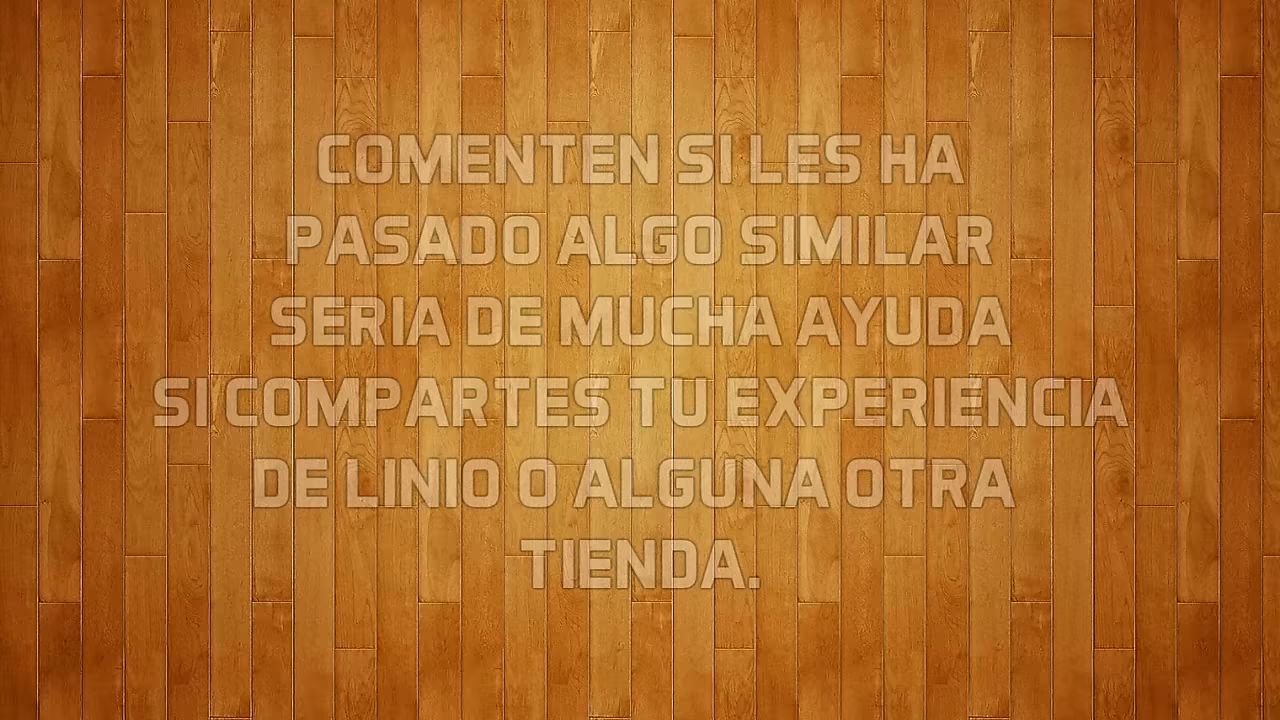 COMENTEN SI LES HA
PASADO ALGO SIMILAR
SERIA DE MUCHA AYUDA
SI COMPARTES TU EXPERIENCIA
DE LINIO O ALGUNA OTRA
TIENDA.